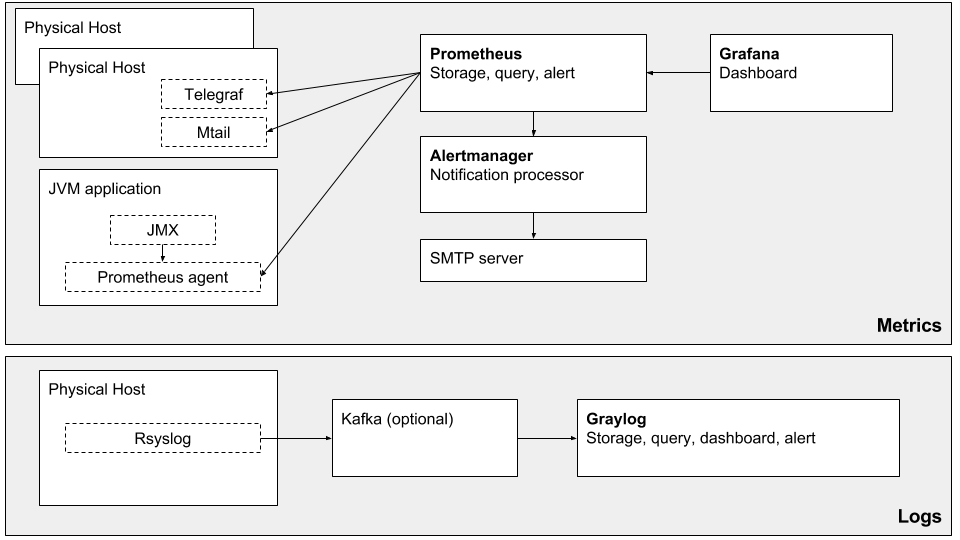 Physical Host
Physical Host
Telegraf
Mtail
JVM application
JMX
Prometheus agent
Prometheus
Storage, query, alert
Alertmanager
Notification processor
SMTP server
Grafana
Dashboard
Metrics
Physical Host
Rsyslog
Kafka (optional)
Graylog
Storage, query, dashboard, alert
Logs